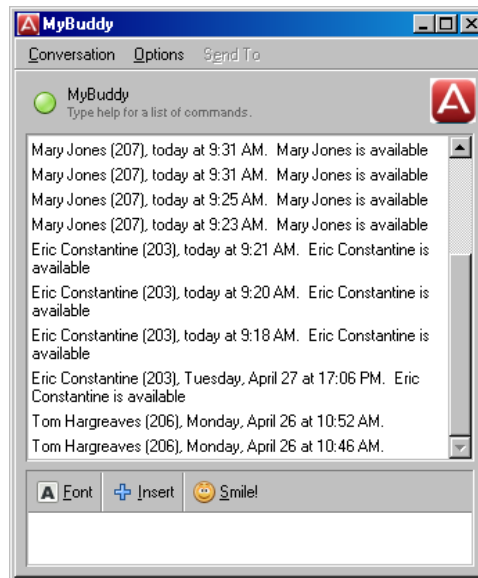 MyBuddy
Conversation Options Send To
MyBuddy
Type help for a list of commands.
Mary Jones (207), today at 9:31 AM. Mary Jones is available
Mary Jones (207), today at 9:31 AM. Mary Jones is available
Mary Jones (207), today at 9:25 AM. Mary Jones is available
Mary Jones (207), today at 9:23 AM. Mary Jones is available
Eric Constantine (203), today at 9:21 AM. Eric Constantine is
available
Eric Constantine (203), today at 9:20 AM. Eric Constantine is
available
Eric Constantine (203), today at 9:18 AM. Eric Constantine is
available
Eric Constantine (203), Tuesday, April 27 at 17:06 PM. Eric
Constantine is available
Tom Hargreaves (206), Monday, April 26 at 10:52 AM.
Tom Hargreaves (206), Monday, April 26 at 10:46 AM.
A Font Insert Smile!